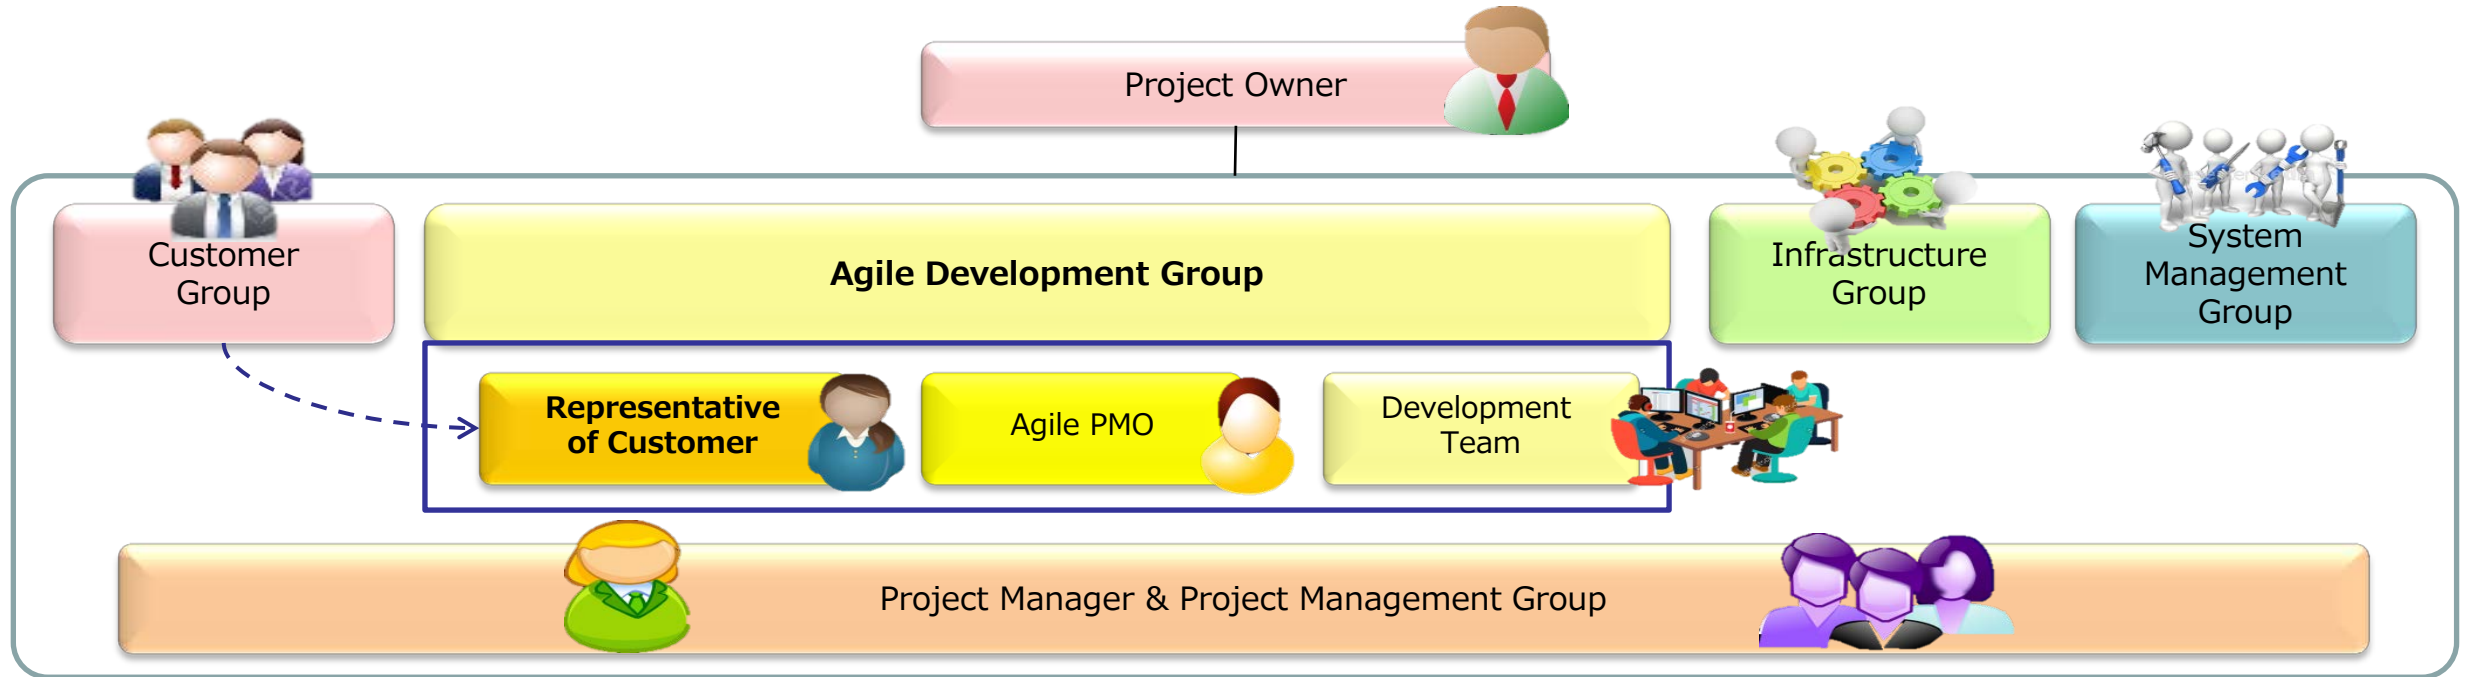 Project Owner
Customer
Group
Agile Development Group
Infrastructure
Group
System
Management
Group
Representative
of Customer
Agile PMO
Development
Team
Project Manager & Project Management Group